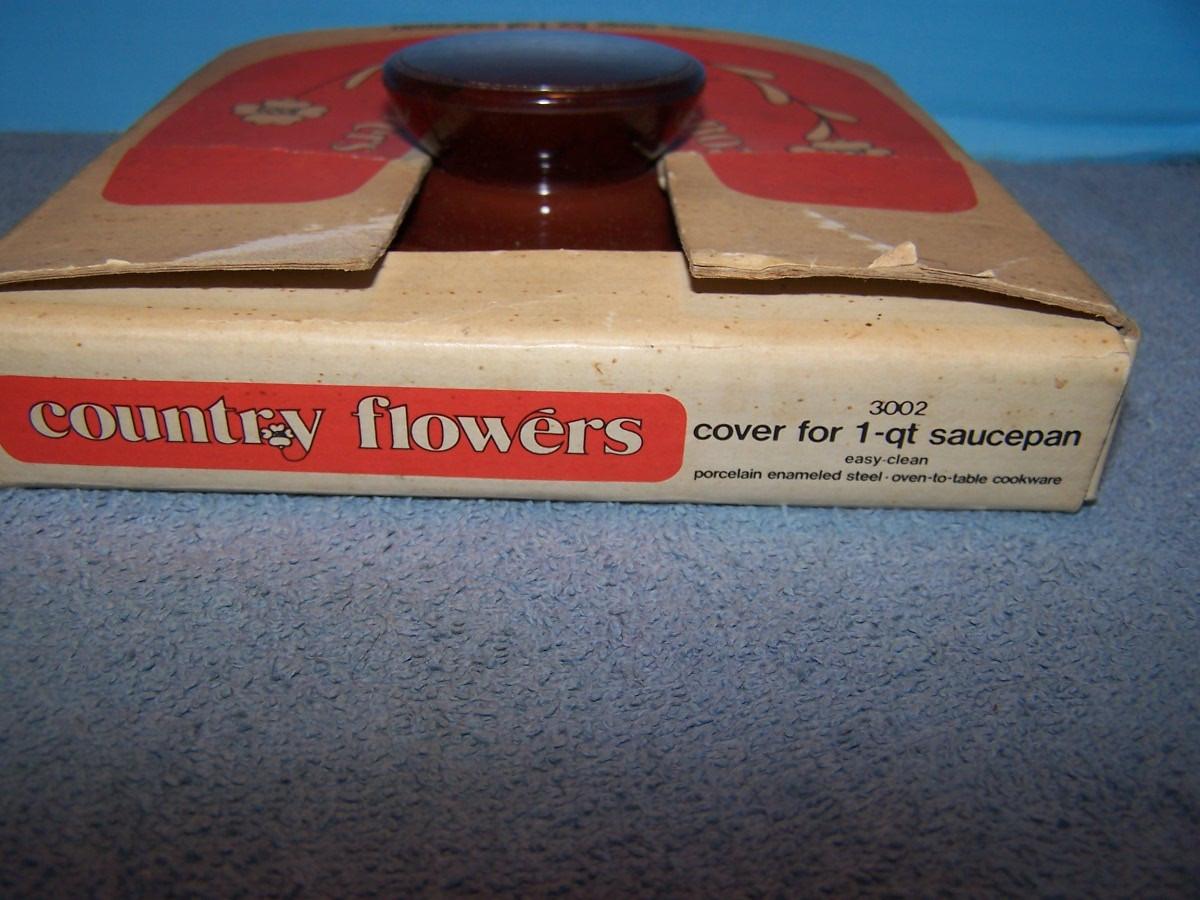 country flowers
3002
cover for 1-qt saucepan
easy-clean
porcelain enameled steel · oven-to-table cookware